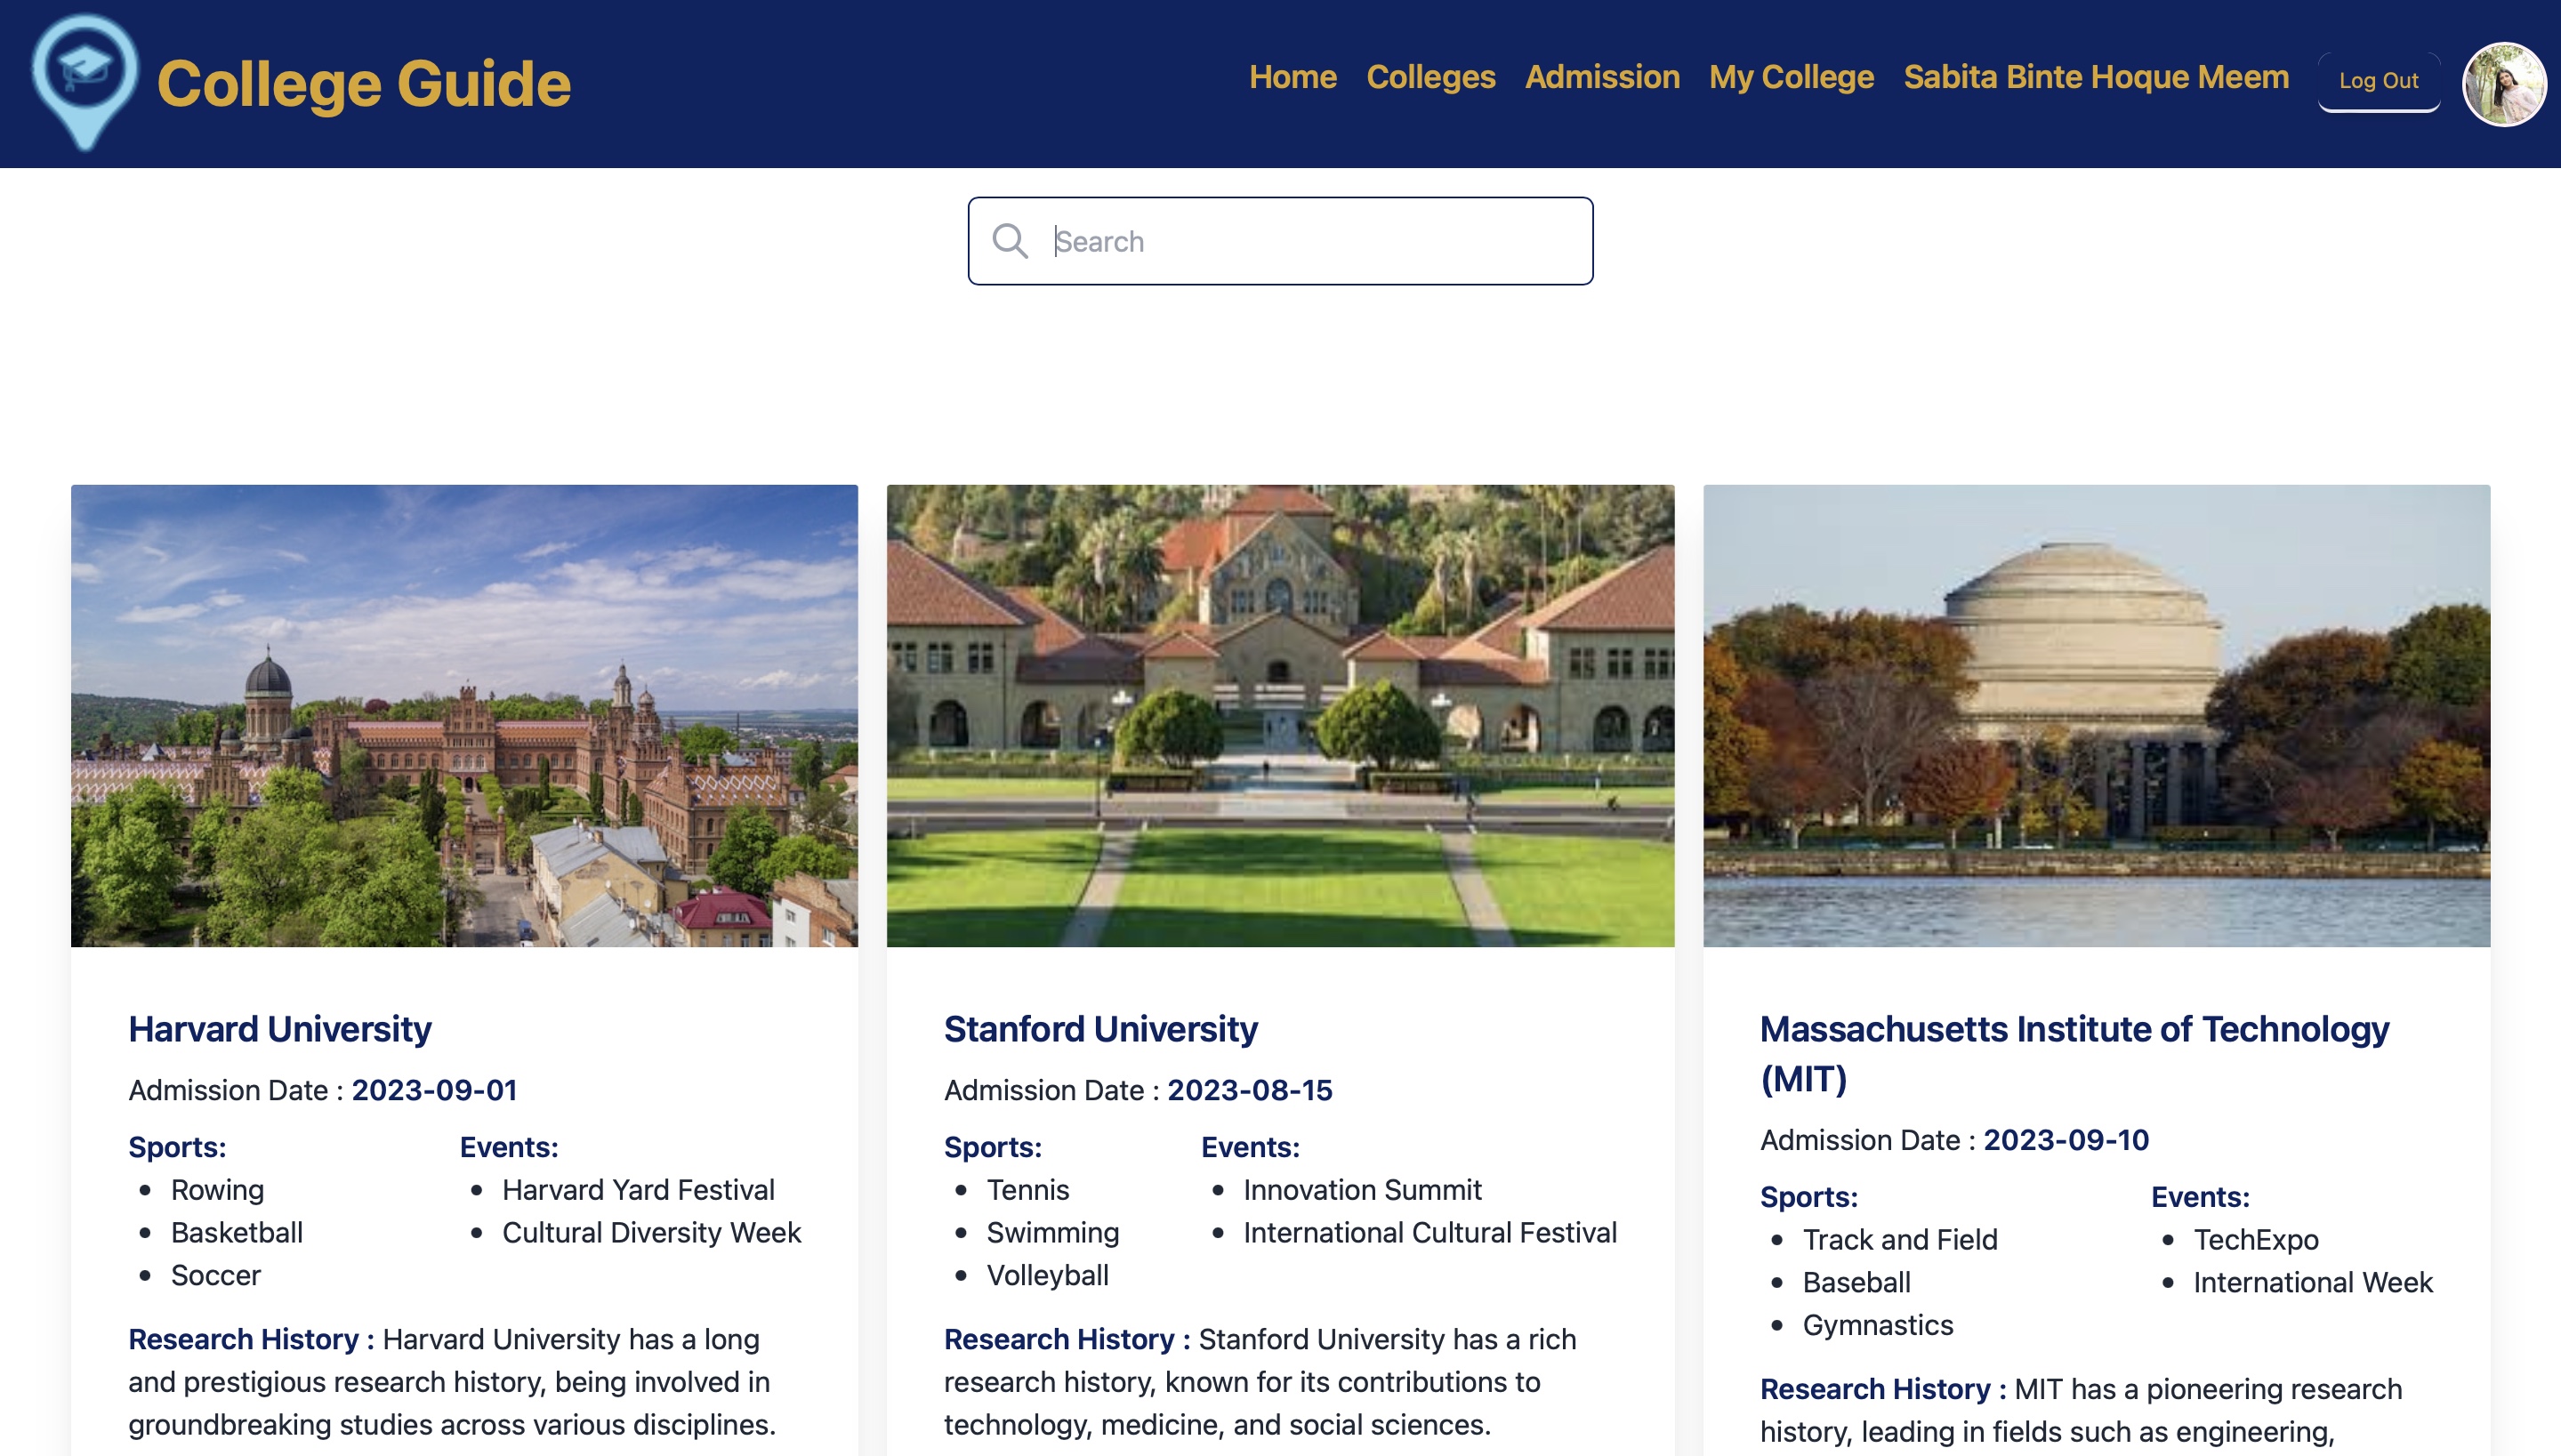 College Guide
Home Colleges Admission My College Sabita Binte Hoque Meem Log Out
Search
Harvard University
Admission Date : 2023-09-01
Sports:
Rowing
Basketball
Soccer
Events:
Harvard Yard Festival
Cultural Diversity Week
Research History : Harvard University has a long
and prestigious research history, being involved in
groundbreaking studies across various disciplines.
Stanford University
Admission Date : 2023-08-15
Sports:
Tennis
Swimming
Volleyball
Events:
Innovation Summit
International Cultural Festival
Research History : Stanford University has a rich
research history, known for its contributions to
technology, medicine, and social sciences.
Massachusetts Institute of Technology
(MIT)
Admission Date : 2023-09-10
Sports:
Track and Field
Baseball
Gymnastics
Events:
TechExpo
International Week
Research History : MIT has a pioneering research
history, leading in fields such as engineering,